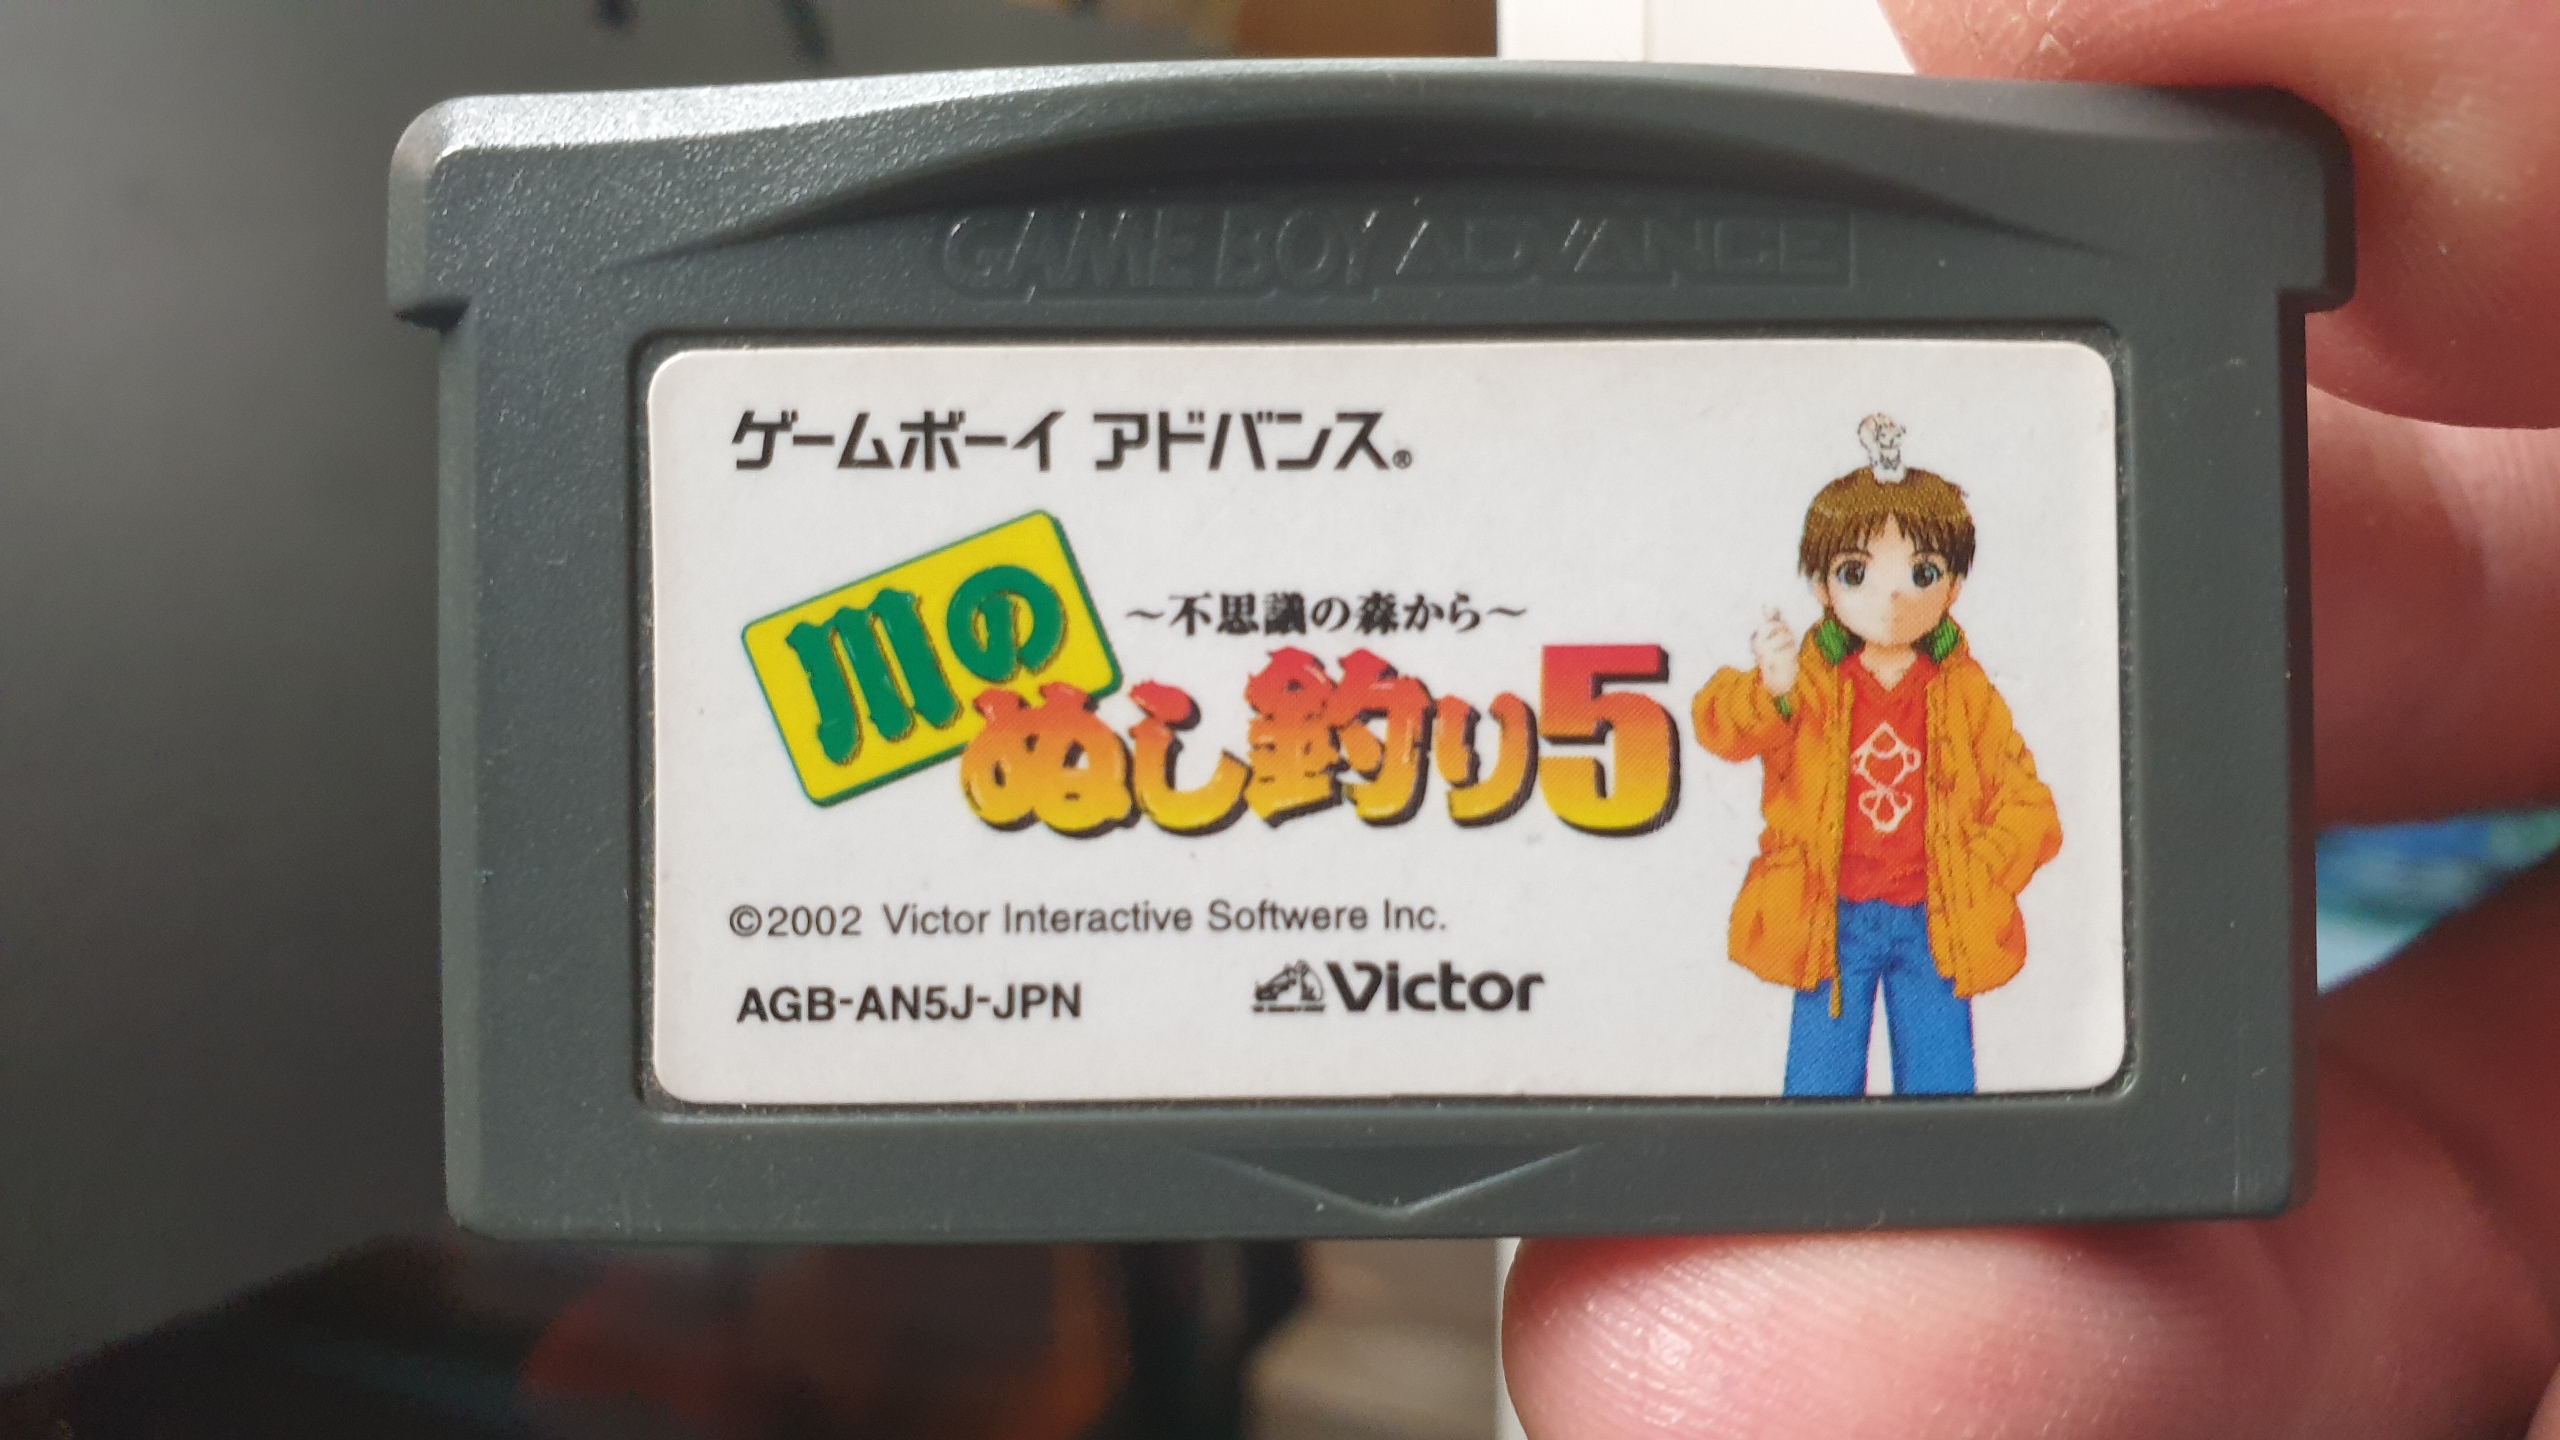 GAME BOY ADVANCE
ゲームボーイ アドバンス®
川の
～不思議の森から～
ぬし釣り5
©2002 Victor Interactive Softwere Inc.
AGB-AN5J-JPN
Victor